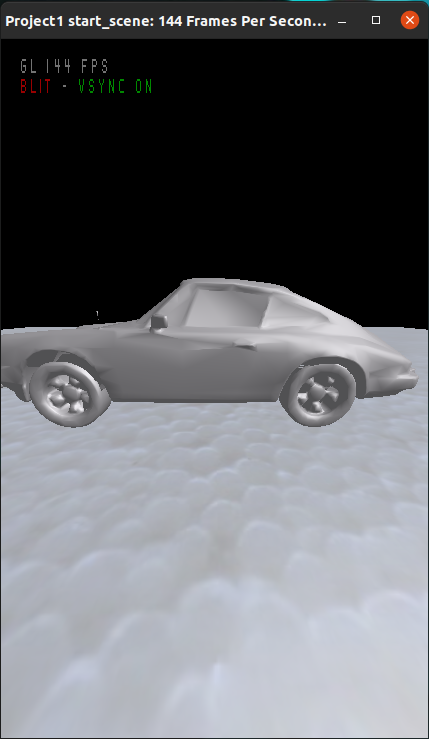 Project1 start_scene: 144 Frames Per Secon...
GL 144 FPS
BLIT - VSYNC ON